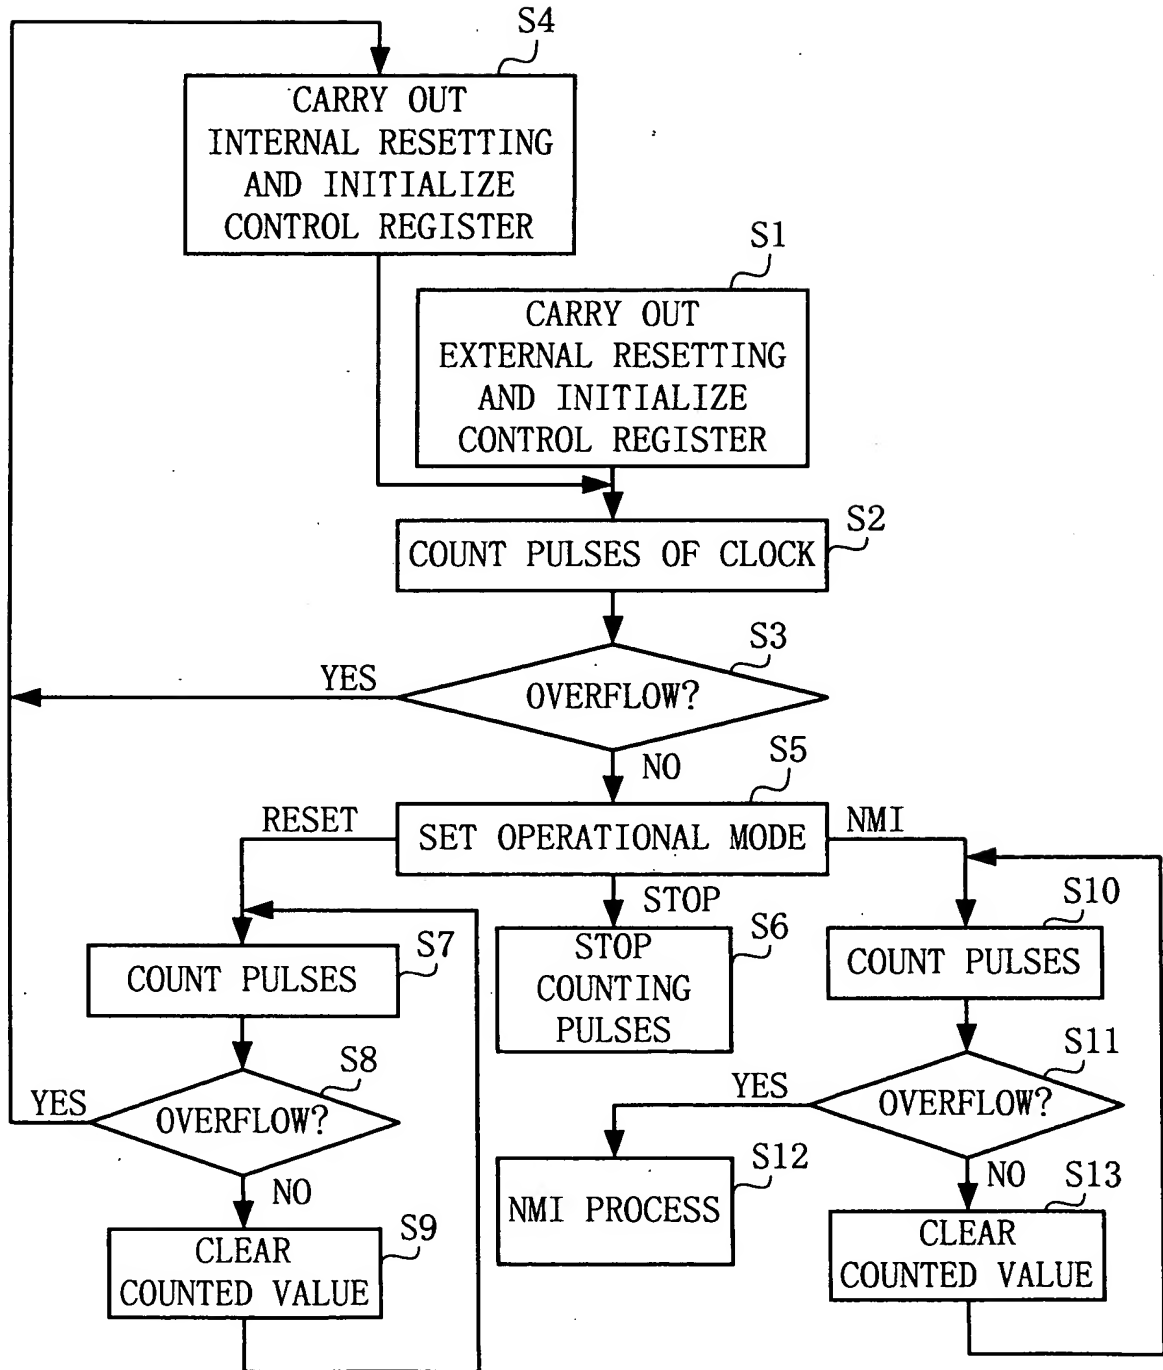 S4
CARRY OUT
INTERNAL RESETTING
AND INITIALIZE
CONTROL REGISTER
S1
CARRY OUT
EXTERNAL RESETTING
AND INITIALIZE
CONTROL REGISTER
S2
COUNT PULSES OF CLOCK
S3
YES
OVERFLOW?
NO
S5
RESET
SET OPERATIONAL MODE
NMI
STOP
S7
COUNT PULSES
S6
STOP
COUNTING
PULSES
S10
COUNT PULSES
S8
YES
OVERFLOW?
NO
S11
YES
OVERFLOW?
NO
S12
NMI PROCESS
S9
CLEAR
COUNTED VALUE
S13
CLEAR
COUNTED VALUE